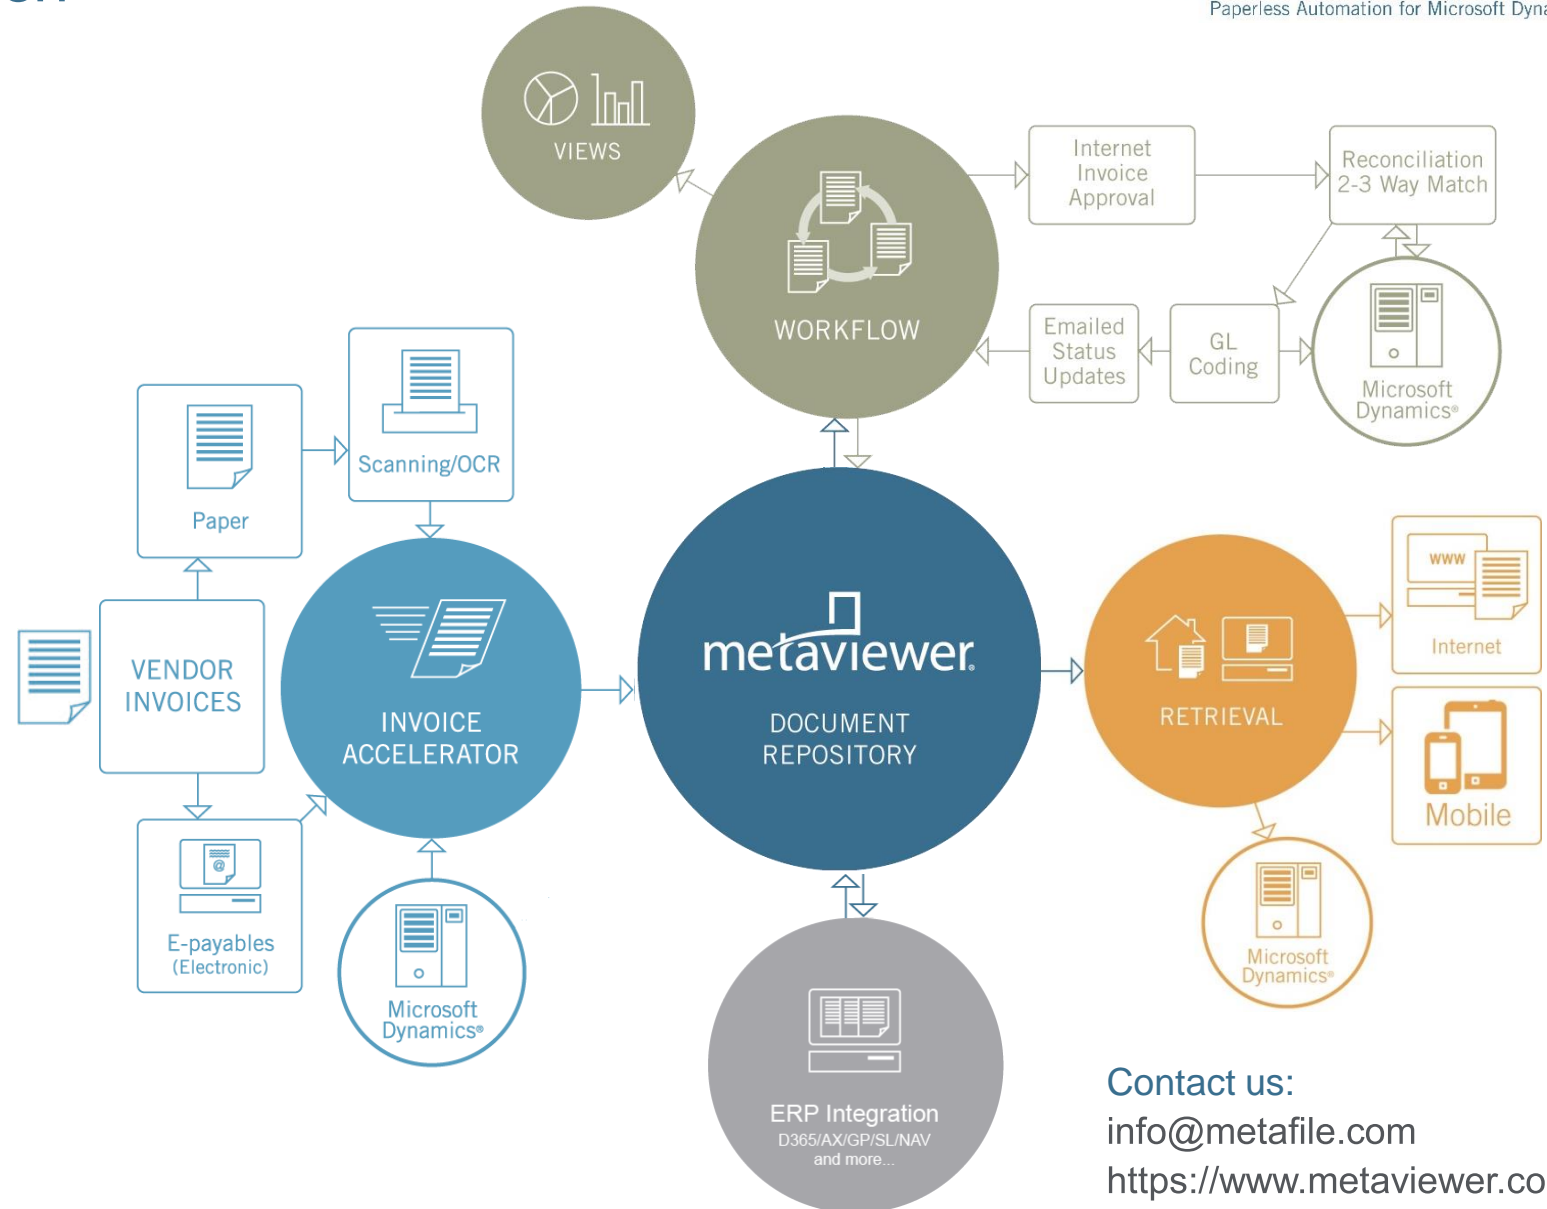 Paperless Automation for Microsoft
VIEWS
WORKFLOW
Internet
Invoice
Approval
Reconciliation
2-3 Way Match
Emailed
Status
Updates
GL
Coding
Microsoft
Dynamics®
Scanning/OCR
Paper
VENDOR
INVOICES
INVOICE
ACCELERATOR
E-payables
(Electronic)
@
Microsoft
Dynamics®
metaviewer®
DOCUMENT
REPOSITORY
RETRIEVAL
www
Internet
Mobile
Microsoft
Dynamics®
ERP Integration
D365/AX/GP/SL/NAV
and more...
Contact us:
info@metafile.com
https://www.metaviewer.co